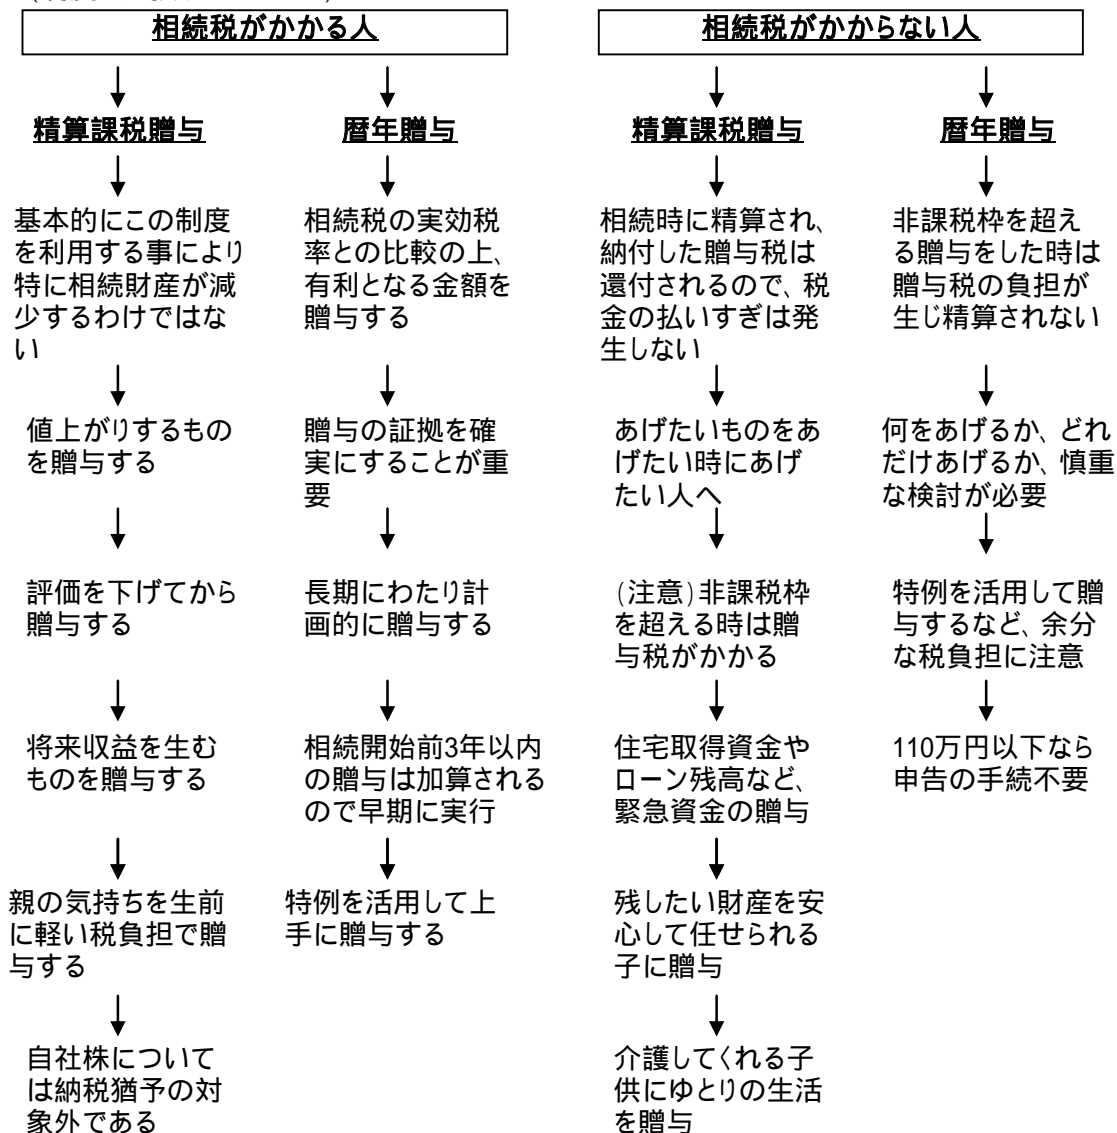 相続税がかかる人
精算課税贈与
基本的にこの制度
を利用する事により
特に相続財産が減
少するわけではな
い
値上がりするもの
を贈与する
評価を下げてから
贈与する
将来収益を生む
ものを贈与する
親の気持ちを生前
に軽い税負担で贈
与する
自社株について
は納税猶予の対
象外である
暦年贈与
相続税の実効税
率との比較の上、
有利となる金額を
贈与する
贈与の証拠を確
実にすることが重
要
長期にわたり計
画的に贈与する
相続開始前3年以内
の贈与は加算される
ので早期に実行
特例を活用して上
手に贈与する
相続税がかからない人
精算課税贈与
相続時に精算され、
納付した贈与税は
還付されるので、税
金の払いすぎは発
生しない
あげたいものをあ
げたい時にあげ
たい人へ
(注意)非課税枠
を超える時は贈
与税がかかる
住宅取得資金や
ローン残高など、
緊急資金の贈与
残したい財産を安
心して任せられる
子に贈与
介護してくれる子
供にゆとりの生活
を贈与
暦年贈与
非課税枠を超え
る贈与をした時は
贈与税の負担が
生じ精算されない
何をあげるか、どれ
だけあげるか、慎重
な検討が必要
特例を活用して贈
与するなど、余分
な税負担に注意
110万円以下なら
申告の手続不要